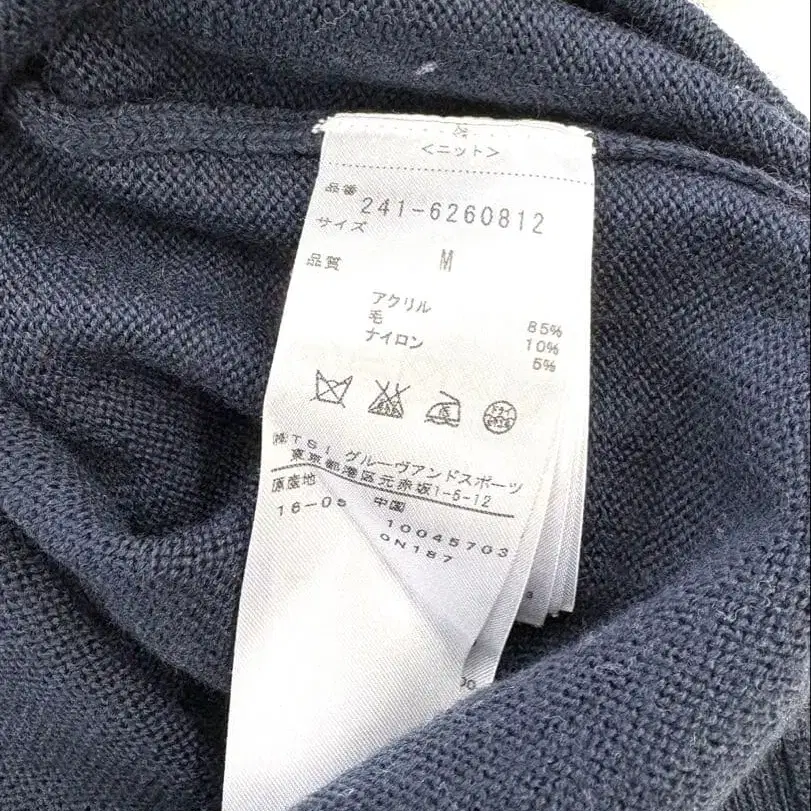 <ニット>
品番 241-6260812
サイズ M
品質
アクリル 85%
毛 10%
ナイロン 5%
ドライ
㈱TSI グルーヴアンドスポーツ
東京都港区元赤坂1-5-12
原産地 中国
16-05 10045703
0N187